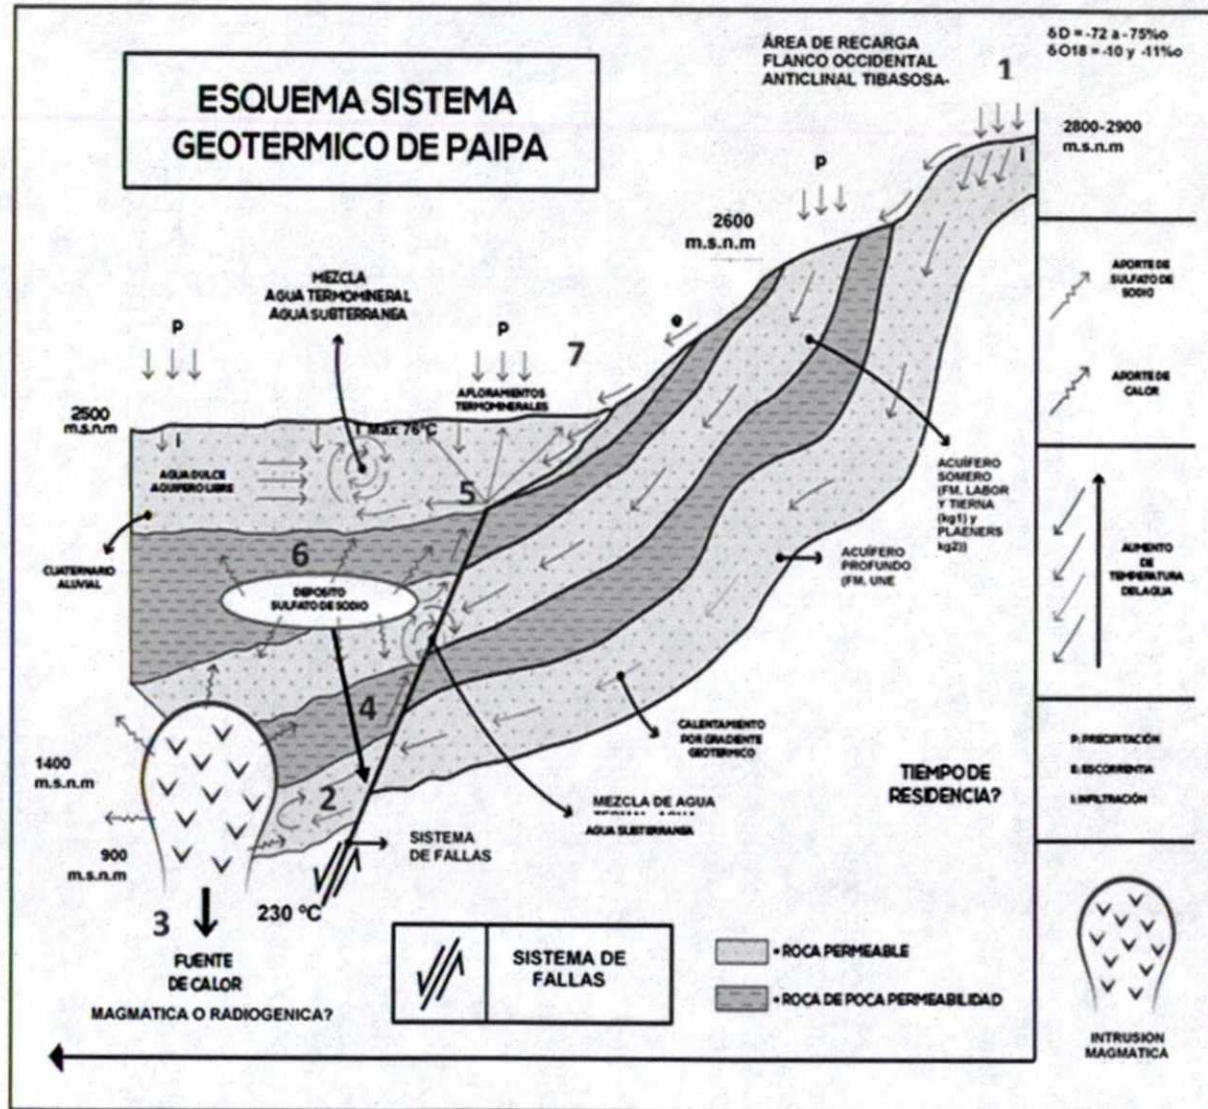 ESQUEMA SISTEMA
GEOTERMICO DE PAIPA
ÁREA DE RECARGA
FLANCO OCCIDENTAL
ANTICLINAL TIBASOSA-
1
δD = -72 a -75%o
δO18 = -10 y -11%o
2800-2900
m.s.n.m
I
P
2600
m.s.n.m
MEZCLA
AGUA TERMOMINERAL
AGUA SUBTERRANEA
P
P
e
7
AFLORAMIENTOS
TERMOMINERALES
2500
m.s.n.m
I
T Max 76°C
AGUA DULCE
AQUIFERO LIBRE
5
6
CUATERNARIO
ALUVIAL
DEPOSITO
SULFATO DE SODIO
ACUÍFERO
SOMERO
(FM. LABOR
Y TIERNA
(kg1) y
PLAENERS
kg2))
ACUÍFERO
PROFUNDO
(FM. UNE
4
CALENTAMIENTO
POR GRADIENTE
GEOTERMICO
1400
m.s.n.m
2
MEZCLA DE AGUA
AGUA SUBTERRANEA
TIEMPO DE
RESIDENCIA?
900
m.s.n.m
SISTEMA
DE FALLAS
3
230 °C
FUENTE
DE CALOR
MAGMATICA O RADIOGENICA?
SISTEMA DE
FALLAS
• ROCA PERMEABLE
• ROCA DE POCA PERMEABILIDAD
APORTE DE
SULFATO DE
SODIO
APORTE DE
CALOR
AUMENTO
DE
TEMPERATURA
DEL AGUA
P: PRECIPITACIÓN
E: ESCORRENTIA
I: INFILTRACIÓN
INTRUSION
MAGMATICA